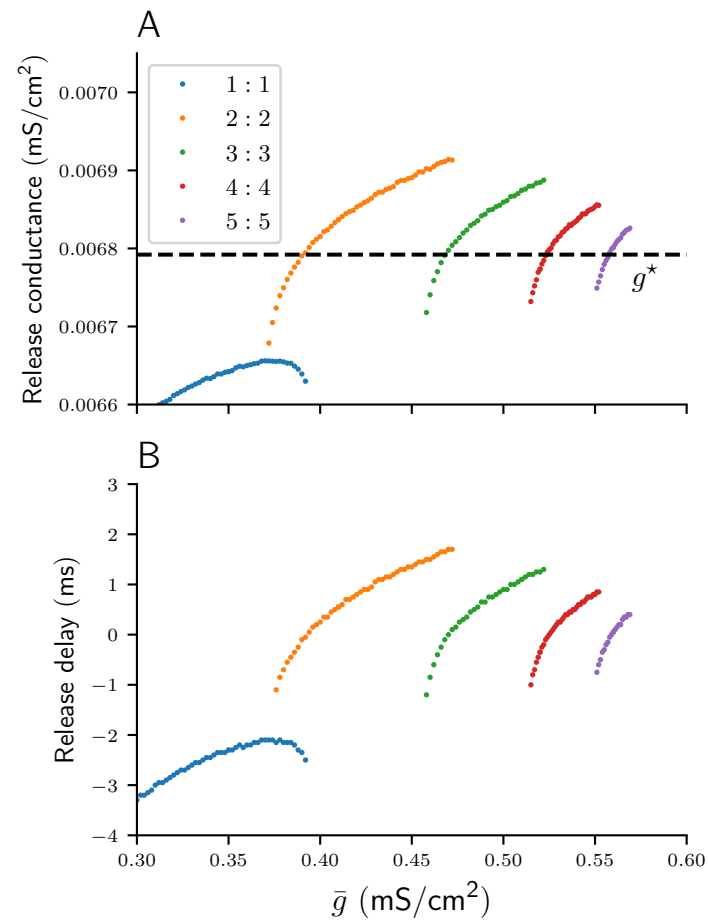 A
Release conductance (mS/cm²)
0.0070
0.0069
0.0068
0.0067
0.0066
1 : 1
2 : 2
3 : 3
4 : 4
5 : 5
g⋆
B
Release delay (ms)
3
2
1
0
−1
−2
−3
−4
0.30 0.35 0.40 0.45 0.50 0.55 0.60
ḡ (mS/cm²)